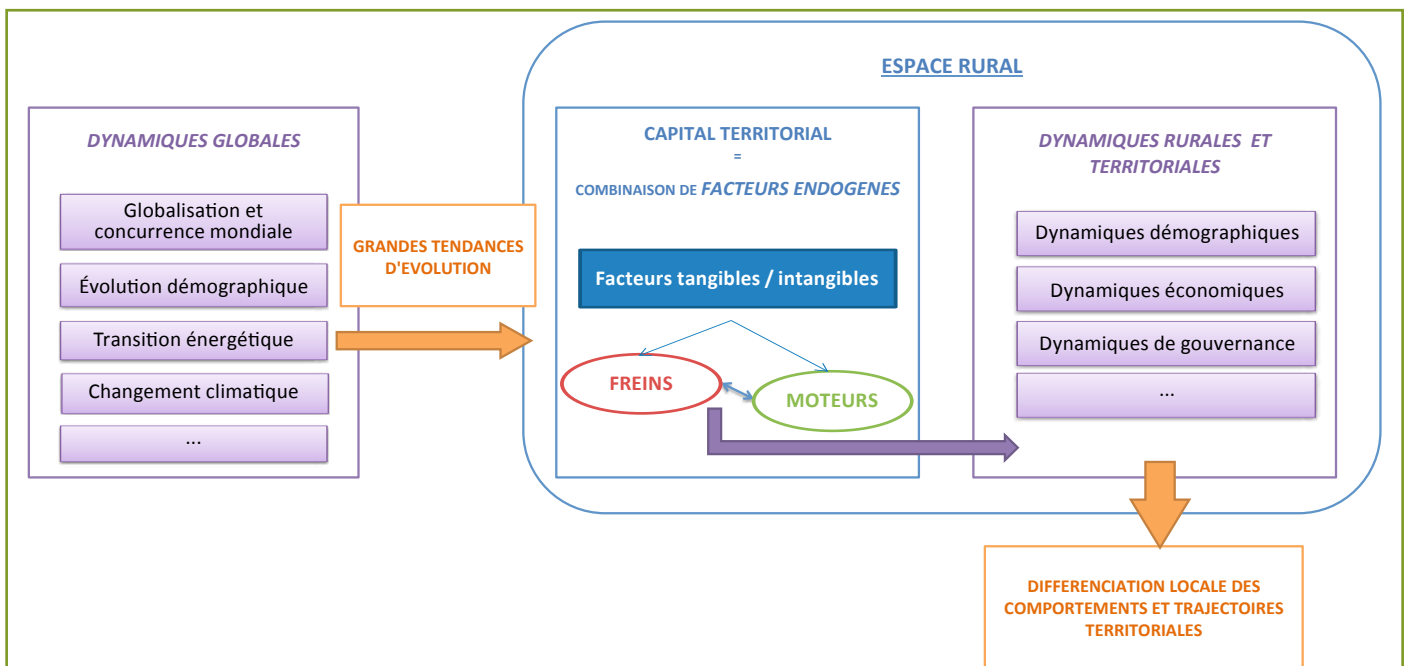 ESPACE RURAL
DYNAMIQUES GLOBALES
Globalisation et
concurrence mondiale
Évolution démographique
Transition énergétique
Changement climatique
...
GRANDES TENDANCES
D'EVOLUTION
CAPITAL TERRITORIAL
=
COMBINAISON DE FACTEURS ENDOGENES
Facteurs tangibles / intangibles
FREINS
MOTEURS
DYNAMIQUES RURALES ET
TERRITORIALES
Dynamiques démographiques
Dynamiques économiques
Dynamiques de gouvernance
...
DIFFERENCIATION LOCALE DES
COMPORTEMENTS ET TRAJECTOIRES
TERRITORIALES